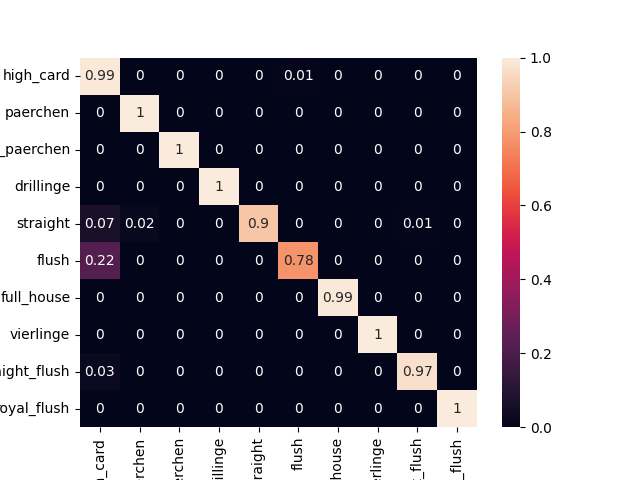 high_card 0.99 0 0 0 0 0.01 0 0 0 0
paerchen 0 1 0 0 0 0 0 0 0 0
_paerchen 0 0 1 0 0 0 0 0 0 0
drillinge 0 0 0 1 0 0 0 0 0 0
straight 0.07 0.02 0 0 0.9 0 0 0 0.01 0
flush 0.22 0 0 0 0 0.78 0 0 0 0
full_house 0 0 0 0 0 0 0.99 0 0 0
vierlinge 0 0 0 0 0 0 0 1 0 0
ight_flush 0.03 0 0 0 0 0 0 0 0.97 0
oyal_flush 0 0 0 0 0 0 0 0 0 1
_card
rchen
erchen
illinge
raight
flush
house
erlinge
_flush
_flush
1.0
0.8
0.6
0.4
0.2
0.0